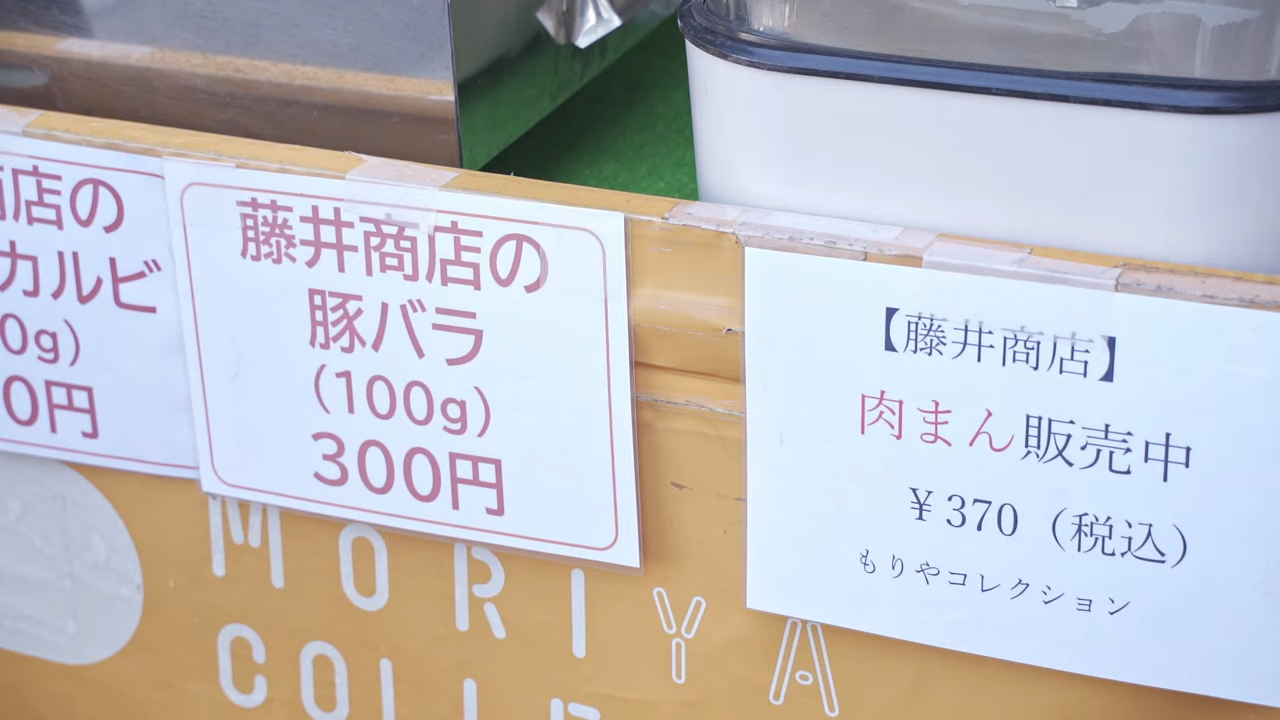 商店の
カルビ
0g)
0円
藤井商店の
豚バラ
(100g)
300円
【藤井商店】
肉まん販売中
¥370（税込）
もりやコレクション
MORIYA
COLLE